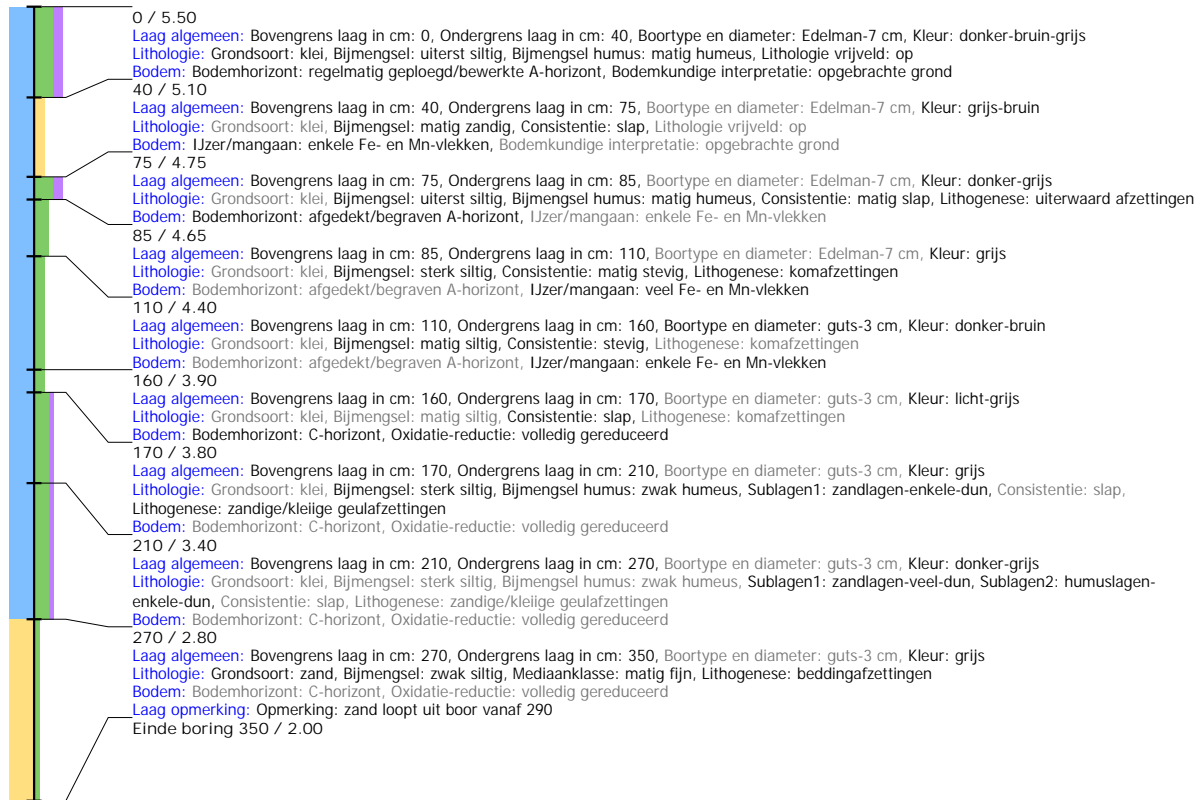 0 / 5.50
Laag algemeen: Bovengrens laag in cm: 0, Ondergrens laag in cm: 40, Boortype en diameter: Edelman-7 cm, Kleur: donker-bruin-grijs
Lithologie: Grondsoort: klei, Bijmengsel: uiterst siltig, Bijmengsel humus: matig humeus, Lithologie vrijveld: op
Bodem: Bodemhorizont: regelmatig geploegd/bewerkte A-horizont, Bodemkundige interpretatie: opgebrachte grond
40 / 5.10
Laag algemeen: Bovengrens laag in cm: 40, Ondergrens laag in cm: 75, Boortype en diameter: Edelman-7 cm, Kleur: grijs-bruin
Lithologie: Grondsoort: klei, Bijmengsel: matig zandig, Consistentie: slap, Lithologie vrijveld: op
Bodem: IJzer/mangaan: enkele Fe- en Mn-vlekken, Bodemkundige interpretatie: opgebrachte grond
75 / 4.75
Laag algemeen: Bovengrens laag in cm: 75, Ondergrens laag in cm: 85, Boortype en diameter: Edelman-7 cm, Kleur: donker-grijs
Lithologie: Grondsoort: klei, Bijmengsel: uiterst siltig, Bijmengsel humus: matig humeus, Consistentie: matig slap, Lithogenese: uiterwaard afzettingen
Bodem: Bodemhorizont: afgedekt/begraven A-horizont, IJzer/mangaan: enkele Fe- en Mn-vlekken
85 / 4.65
Laag algemeen: Bovengrens laag in cm: 85, Ondergrens laag in cm: 110, Boortype en diameter: Edelman-7 cm, Kleur: grijs
Lithologie: Grondsoort: klei, Bijmengsel: sterk siltig, Consistentie: matig stevig, Lithogenese: komafzettingen
Bodem: Bodemhorizont: afgedekt/begraven A-horizont, IJzer/mangaan: veel Fe- en Mn-vlekken
110 / 4.40
Laag algemeen: Bovengrens laag in cm: 110, Ondergrens laag in cm: 160, Boortype en diameter: guts-3 cm, Kleur: donker-bruin
Lithologie: Grondsoort: klei, Bijmengsel: matig siltig, Consistentie: stevig, Lithogenese: komafzettingen
Bodem: Bodemhorizont: afgedekt/begraven A-horizont, IJzer/mangaan: enkele Fe- en Mn-vlekken
160 / 3.90
Laag algemeen: Bovengrens laag in cm: 160, Ondergrens laag in cm: 170, Boortype en diameter: guts-3 cm, Kleur: licht-grijs
Lithologie: Grondsoort: klei, Bijmengsel: matig siltig, Consistentie: slap, Lithogenese: komafzettingen
Bodem: Bodemhorizont: C-horizont, Oxidatie-reductie: volledig gereduceerd
170 / 3.80
Laag algemeen: Bovengrens laag in cm: 170, Ondergrens laag in cm: 210, Boortype en diameter: guts-3 cm, Kleur: grijs
Lithologie: Grondsoort: klei, Bijmengsel: sterk siltig, Bijmengsel humus: zwak humeus, Sublagen1: zandlagen-enkele-dun, Consistentie: slap,
Lithogenese: zandige/kleiige geulafzettingen
Bodem: Bodemhorizont: C-horizont, Oxidatie-reductie: volledig gereduceerd
210 / 3.40
Laag algemeen: Bovengrens laag in cm: 210, Ondergrens laag in cm: 270, Boortype en diameter: guts-3 cm, Kleur: donker-grijs
Lithologie: Grondsoort: klei, Bijmengsel: sterk siltig, Bijmengsel humus: zwak humeus, Sublagen1: zandlagen-veel-dun, Sublagen2: humuslagen-
enkele-dun, Consistentie: slap, Lithogenese: zandige/kleiige geulafzettingen
Bodem: Bodemhorizont: C-horizont, Oxidatie-reductie: volledig gereduceerd
270 / 2.80
Laag algemeen: Bovengrens laag in cm: 270, Ondergrens laag in cm: 350, Boortype en diameter: guts-3 cm, Kleur: grijs
Lithologie: Grondsoort: zand, Bijmengsel: zwak siltig, Mediaanklasse: matig fijn, Lithogenese: beddingafzettingen
Bodem: Bodemhorizont: C-horizont, Oxidatie-reductie: volledig gereduceerd
Laag opmerking: Opmerking: zand loopt uit boor vanaf 290
Einde boring 350 / 2.00